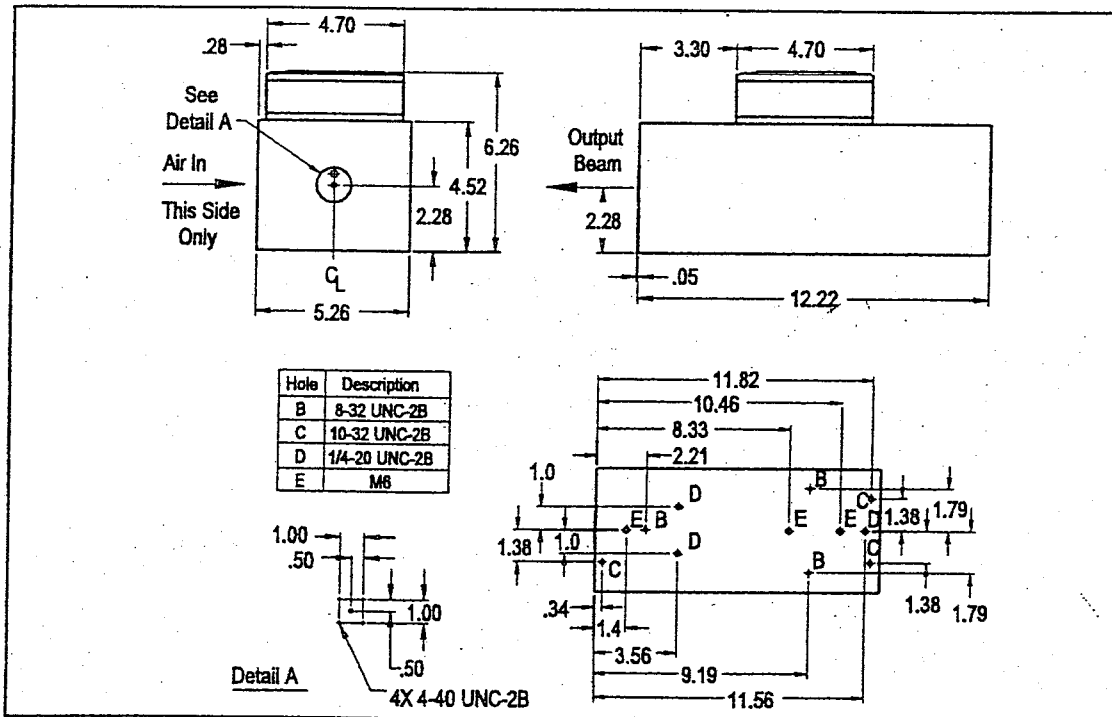 4.70
.28
See
Detail A
Air In
This Side
Only
6.26
4.52
2.28
CL
5.26
3.30
4.70
Output
Beam
2.28
.05
12.22
Hole Description
B 8-32 UNC-2B
C 10-32 UNC-2B
D 1/4-20 UNC-2B
E M6
1.00
.50
1.00
.50
Detail A
4X 4-40 UNC-2B
11.82
10.46
8.33
2.21
1.0
D
B
C
1.79
1.38
E
B
E
E
D
1.38
1.0
D
C
B
C
1.38
1.79
.34
1.4
3.56
9.19
11.56